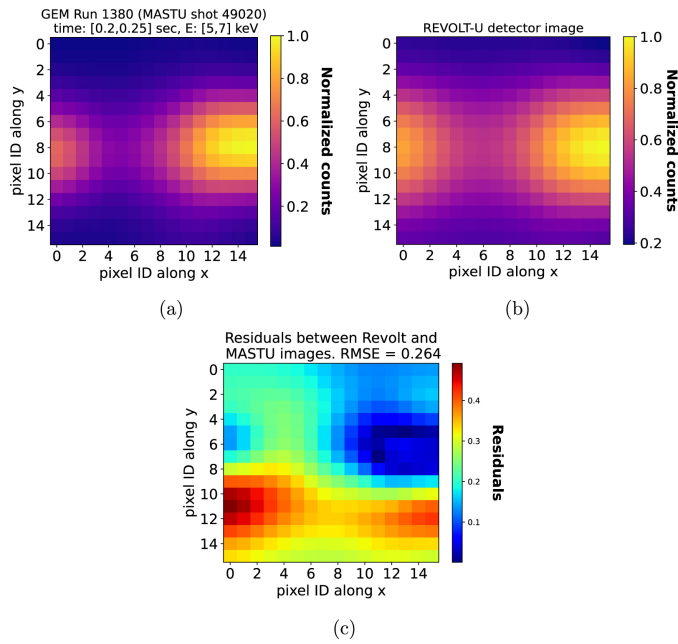 GEM Run 1380 (MASTU shot 49020)
time: [0.2,0.25] sec, E: [5,7] keV
0
2
4
6
8
10
12
14
pixel ID along y
0 2 4 6 8 10 12 14
pixel ID along x
1.0
0.8
0.6
0.4
0.2
Normalized counts
(a)
REVOLT-U detector image
0
2
4
6
8
10
12
14
pixel ID along y
0 2 4 6 8 10 12 14
pixel ID along x
1.0
0.8
0.6
0.4
0.2
Normalized counts
(b)
Residuals between Revolt and
MASTU images. RMSE = 0.264
0
2
4
6
8
10
12
14
pixel ID along y
0 2 4 6 8 10 12 14
pixel ID along x
0.4
0.3
0.2
0.1
Residuals
(c)